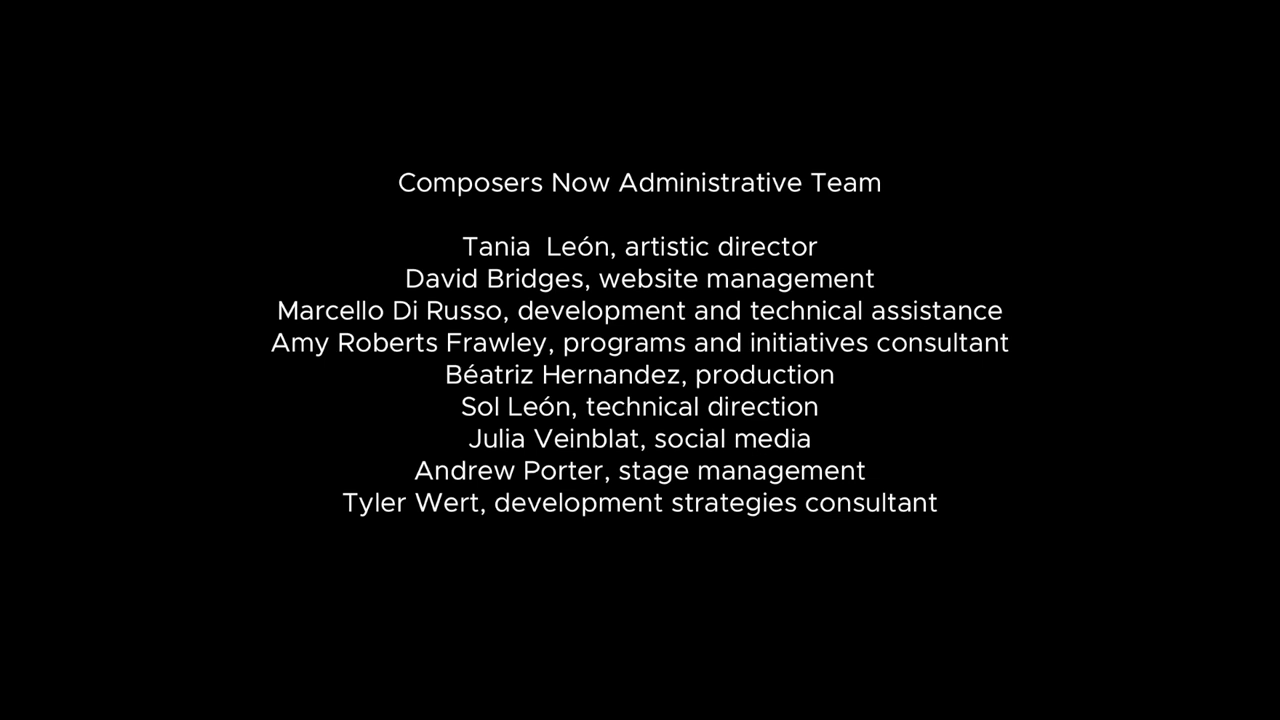 Composers Now Administrative Team
Tania  León, artistic director
David Bridges, website management
Marcello Di Russo, development and technical assistance
Amy Roberts Frawley, programs and initiatives consultant
Béatriz Hernandez, production
Sol León, technical direction
Julia Veinblat, social media
Andrew Porter, stage management
Tyler Wert, development strategies consultant